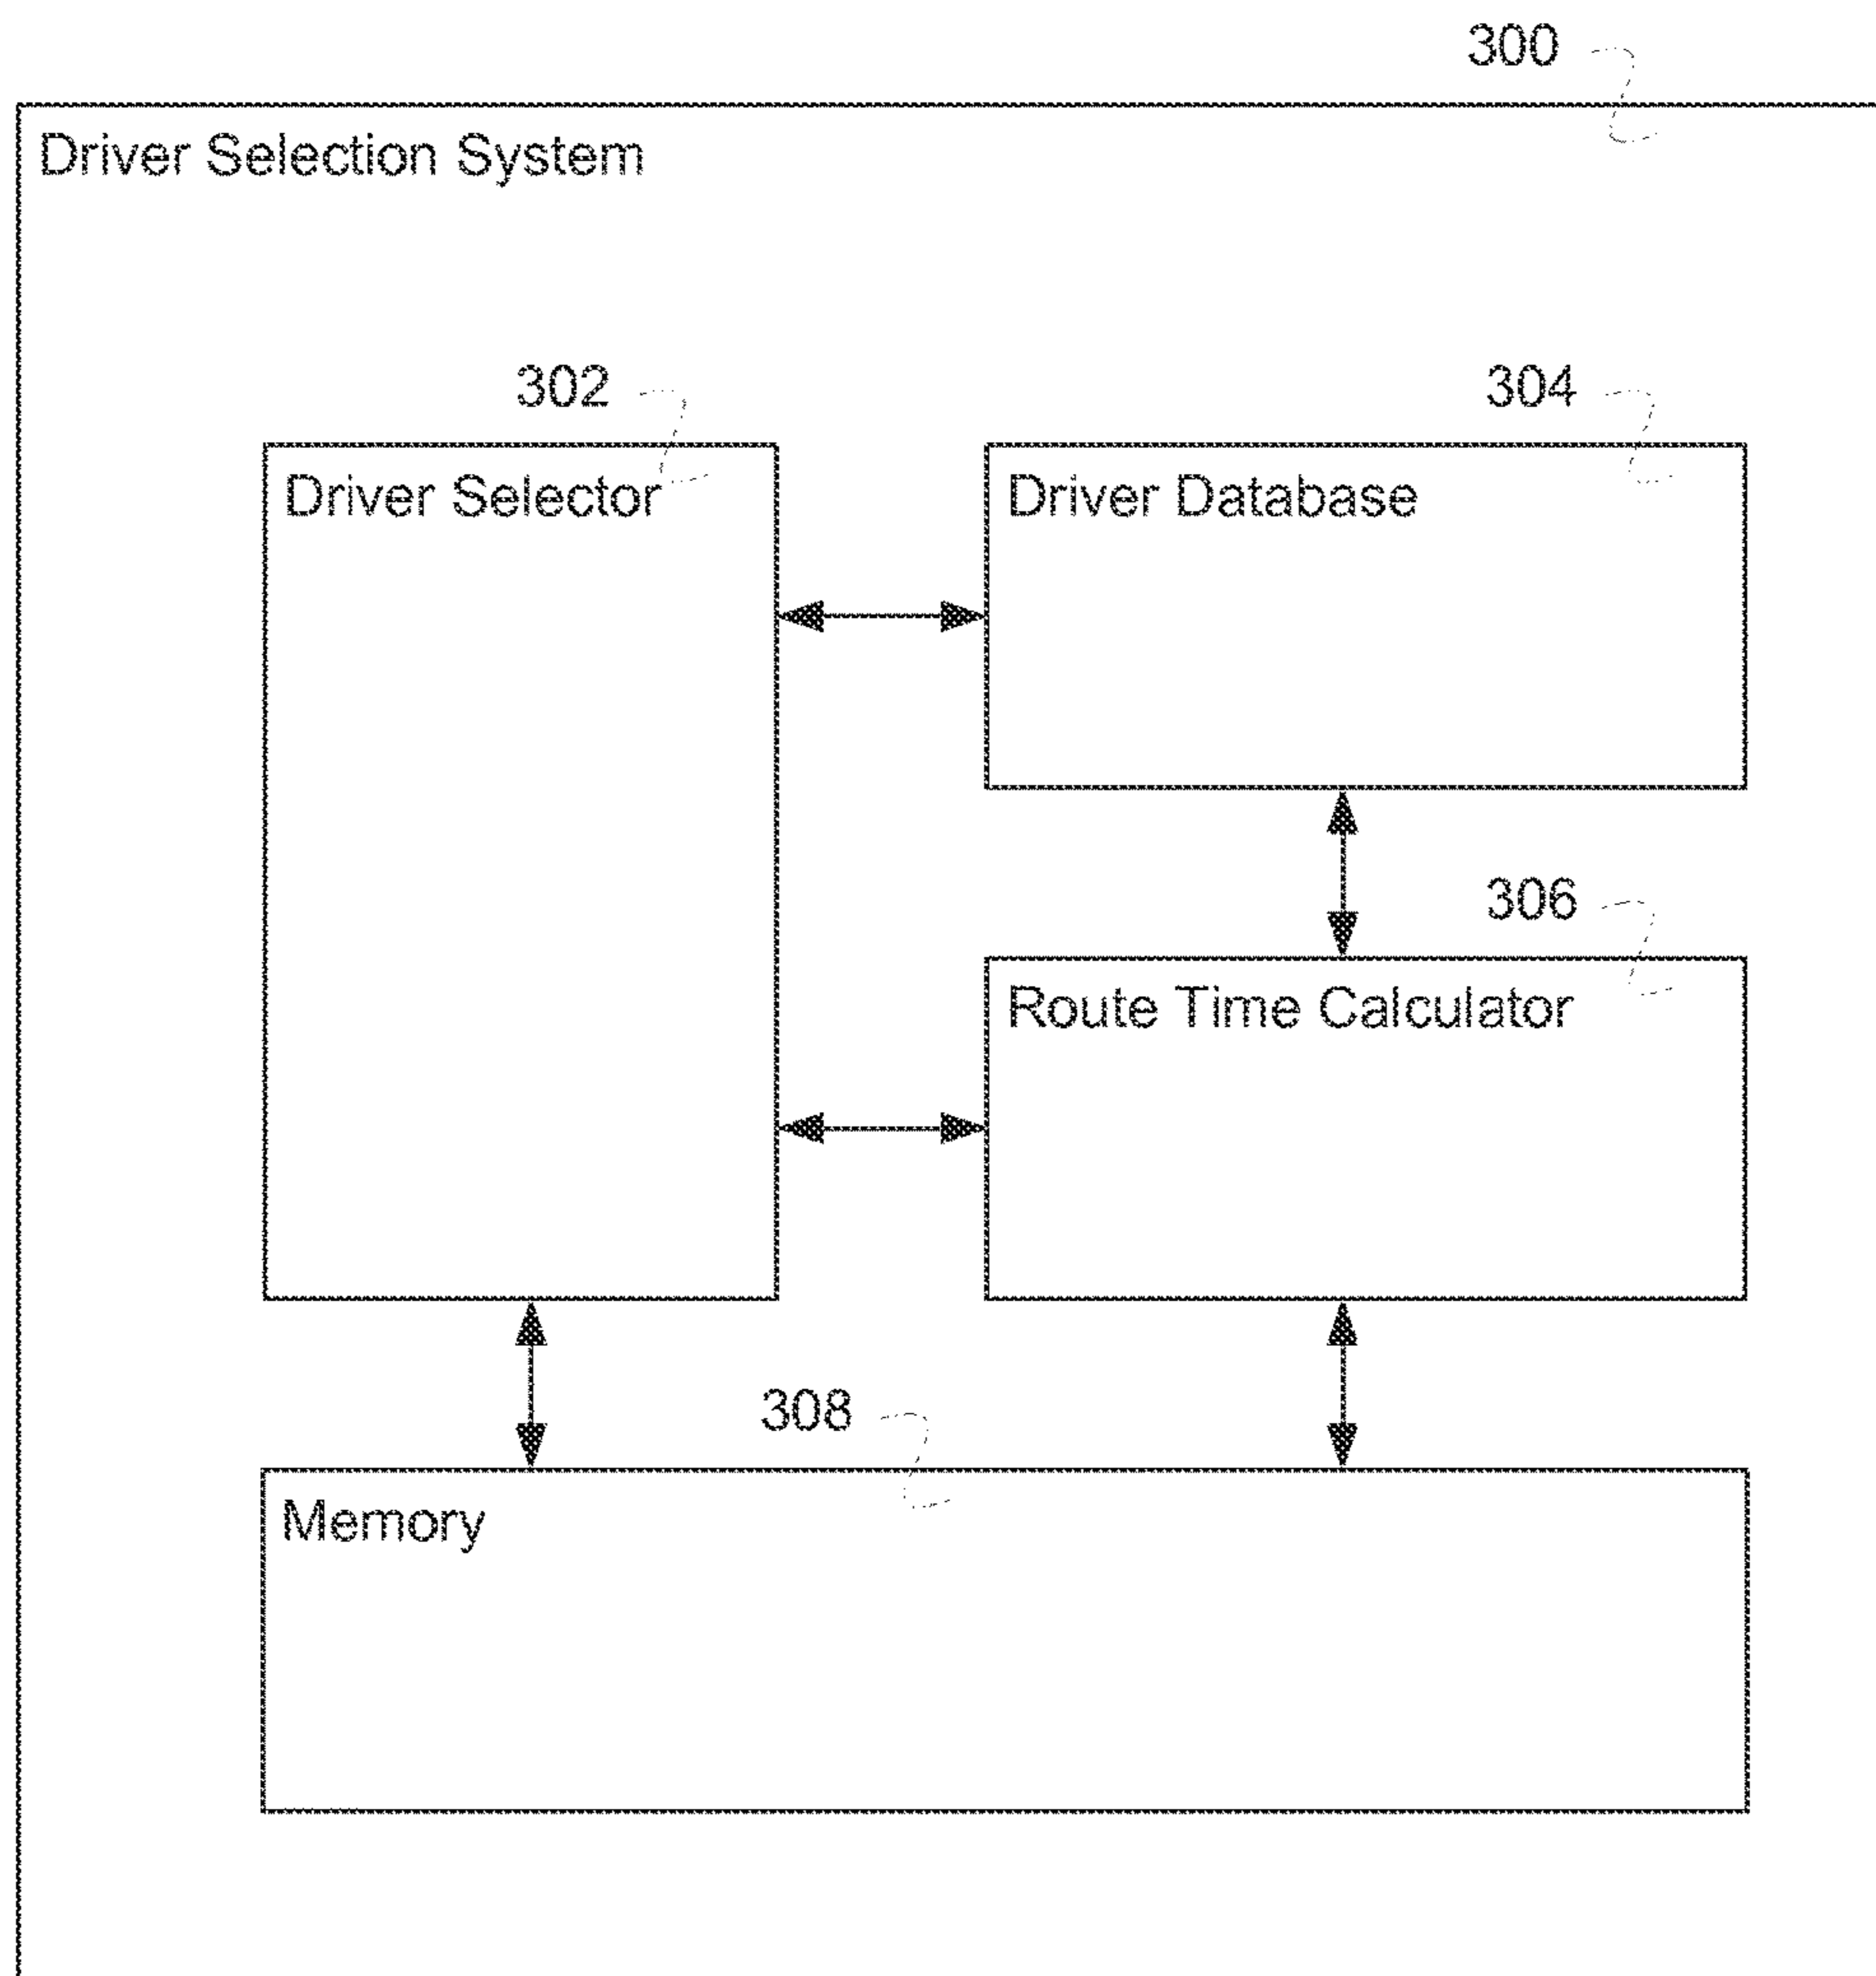 300
Driver Selection System
302
304
Driver Selector
Driver Database
306
Route Time Calculator
308
Memory